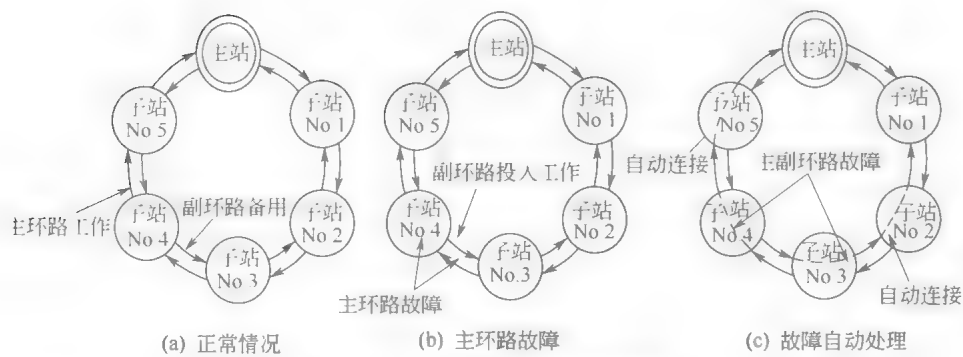 主站
子站
No 5
子站
No 1
主环路工作
子站
No 4
副环路备用
子站
No 2
子站
No 3
(a) 正常情况
主站
子站
No 5
子站
No 1
副环路投入工作
子站
No 4
子站
No 2
子站
No.3
主环路故障
(b) 主环路故障
主站
子站
No 5
子站
No 1
自动连接
主副环路故障
子站
No 4
子站
No 2
子站
No 3
自动连接
(c) 故障自动处理